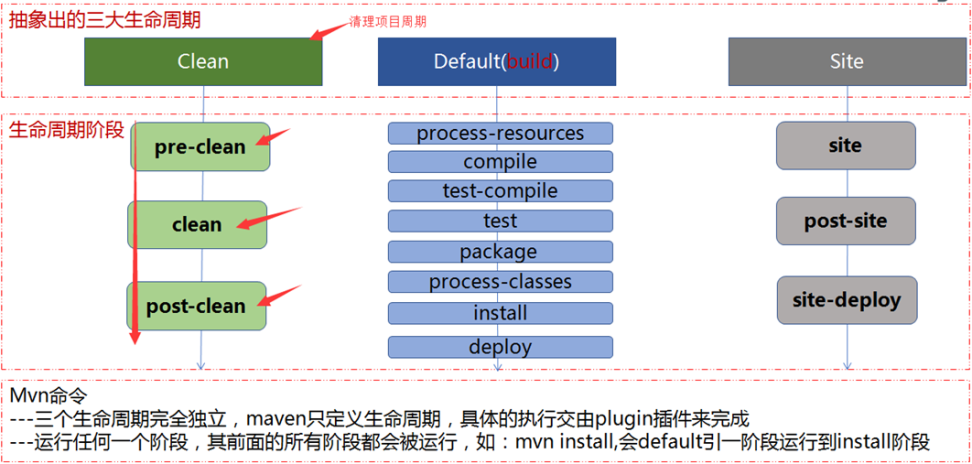 抽象出的三大生命周期
清理项目周期
Clean
Default(build)
Site
生命周期阶段
pre-clean
clean
post-clean
process-resources
compile
test-compile
test
package
process-classes
install
deploy
site
post-site
site-deploy
Mvn命令
---三个生命周期完全独立，maven只定义生命周期，具体的执行交由plugin插件来完成
---运行任何一个阶段，其前面的所有阶段都会被运行，如：mvn install,会default引一阶段运行到install阶段